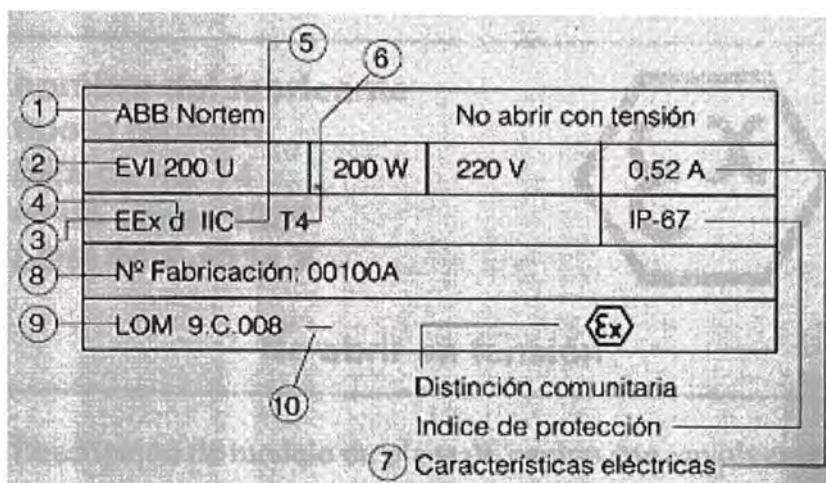 5
6
1 ABB Nortem No abrir con tensión
2 EVI 200 U 200 W 220 V 0,52 A
4
3 EEx d IIC T4 IP-67
8 Nº Fabricación: 00100A
9 LOM 9.C.008 Ex
10
Distinción comunitaria
Indice de protección
7 Características eléctricas